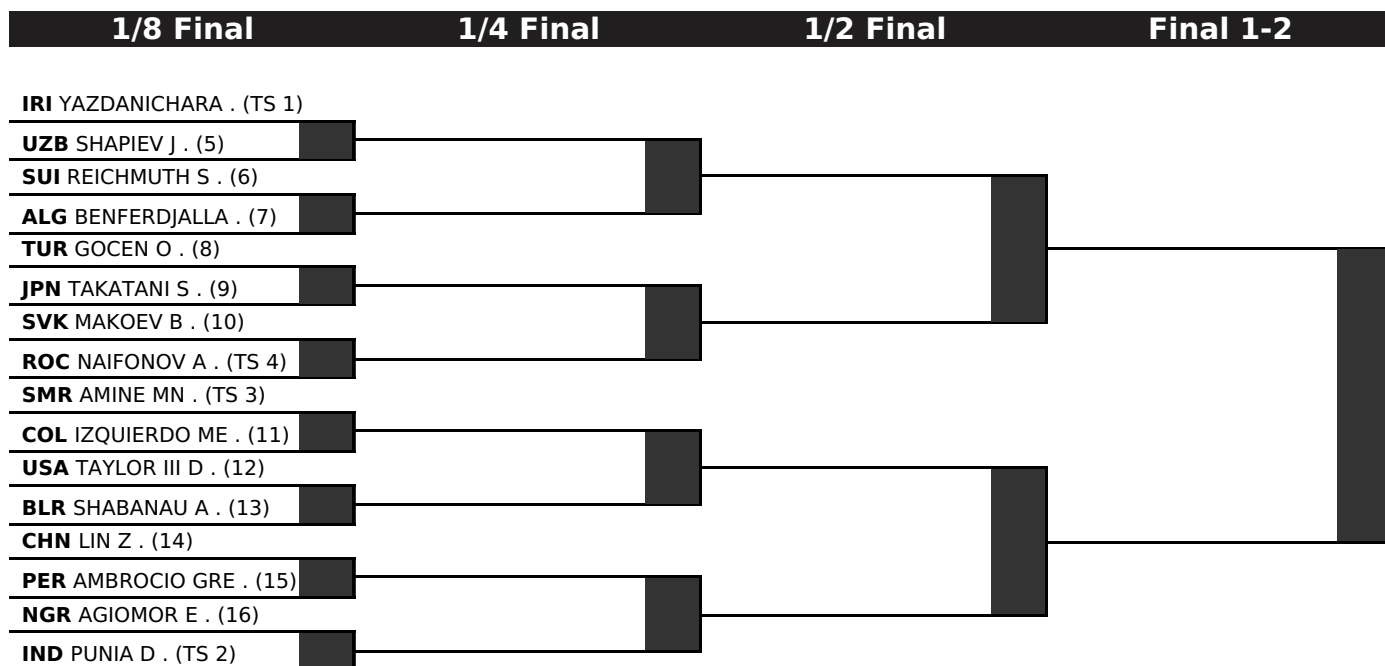 1/8 Final 1/4 Final 1/2 Final Final 1-2
IRI YAZDANICHARA . (TS 1)
UZB SHAPIEV J . (5)
SUI REICHMUTH S . (6)
ALG BENFERDJALLA . (7)
TUR GOCEN O . (8)
JPN TAKATANI S . (9)
SVK MAKOEV B . (10)
ROC NAIFONOV A . (TS 4)
SMR AMINE MN . (TS 3)
COL IZQUIERDO ME . (11)
USA TAYLOR III D . (12)
BLR SHABANAU A . (13)
CHN LIN Z . (14)
PER AMBROCIO GRE . (15)
NGR AGIOMOR E . (16)
IND PUNIA D . (TS 2)